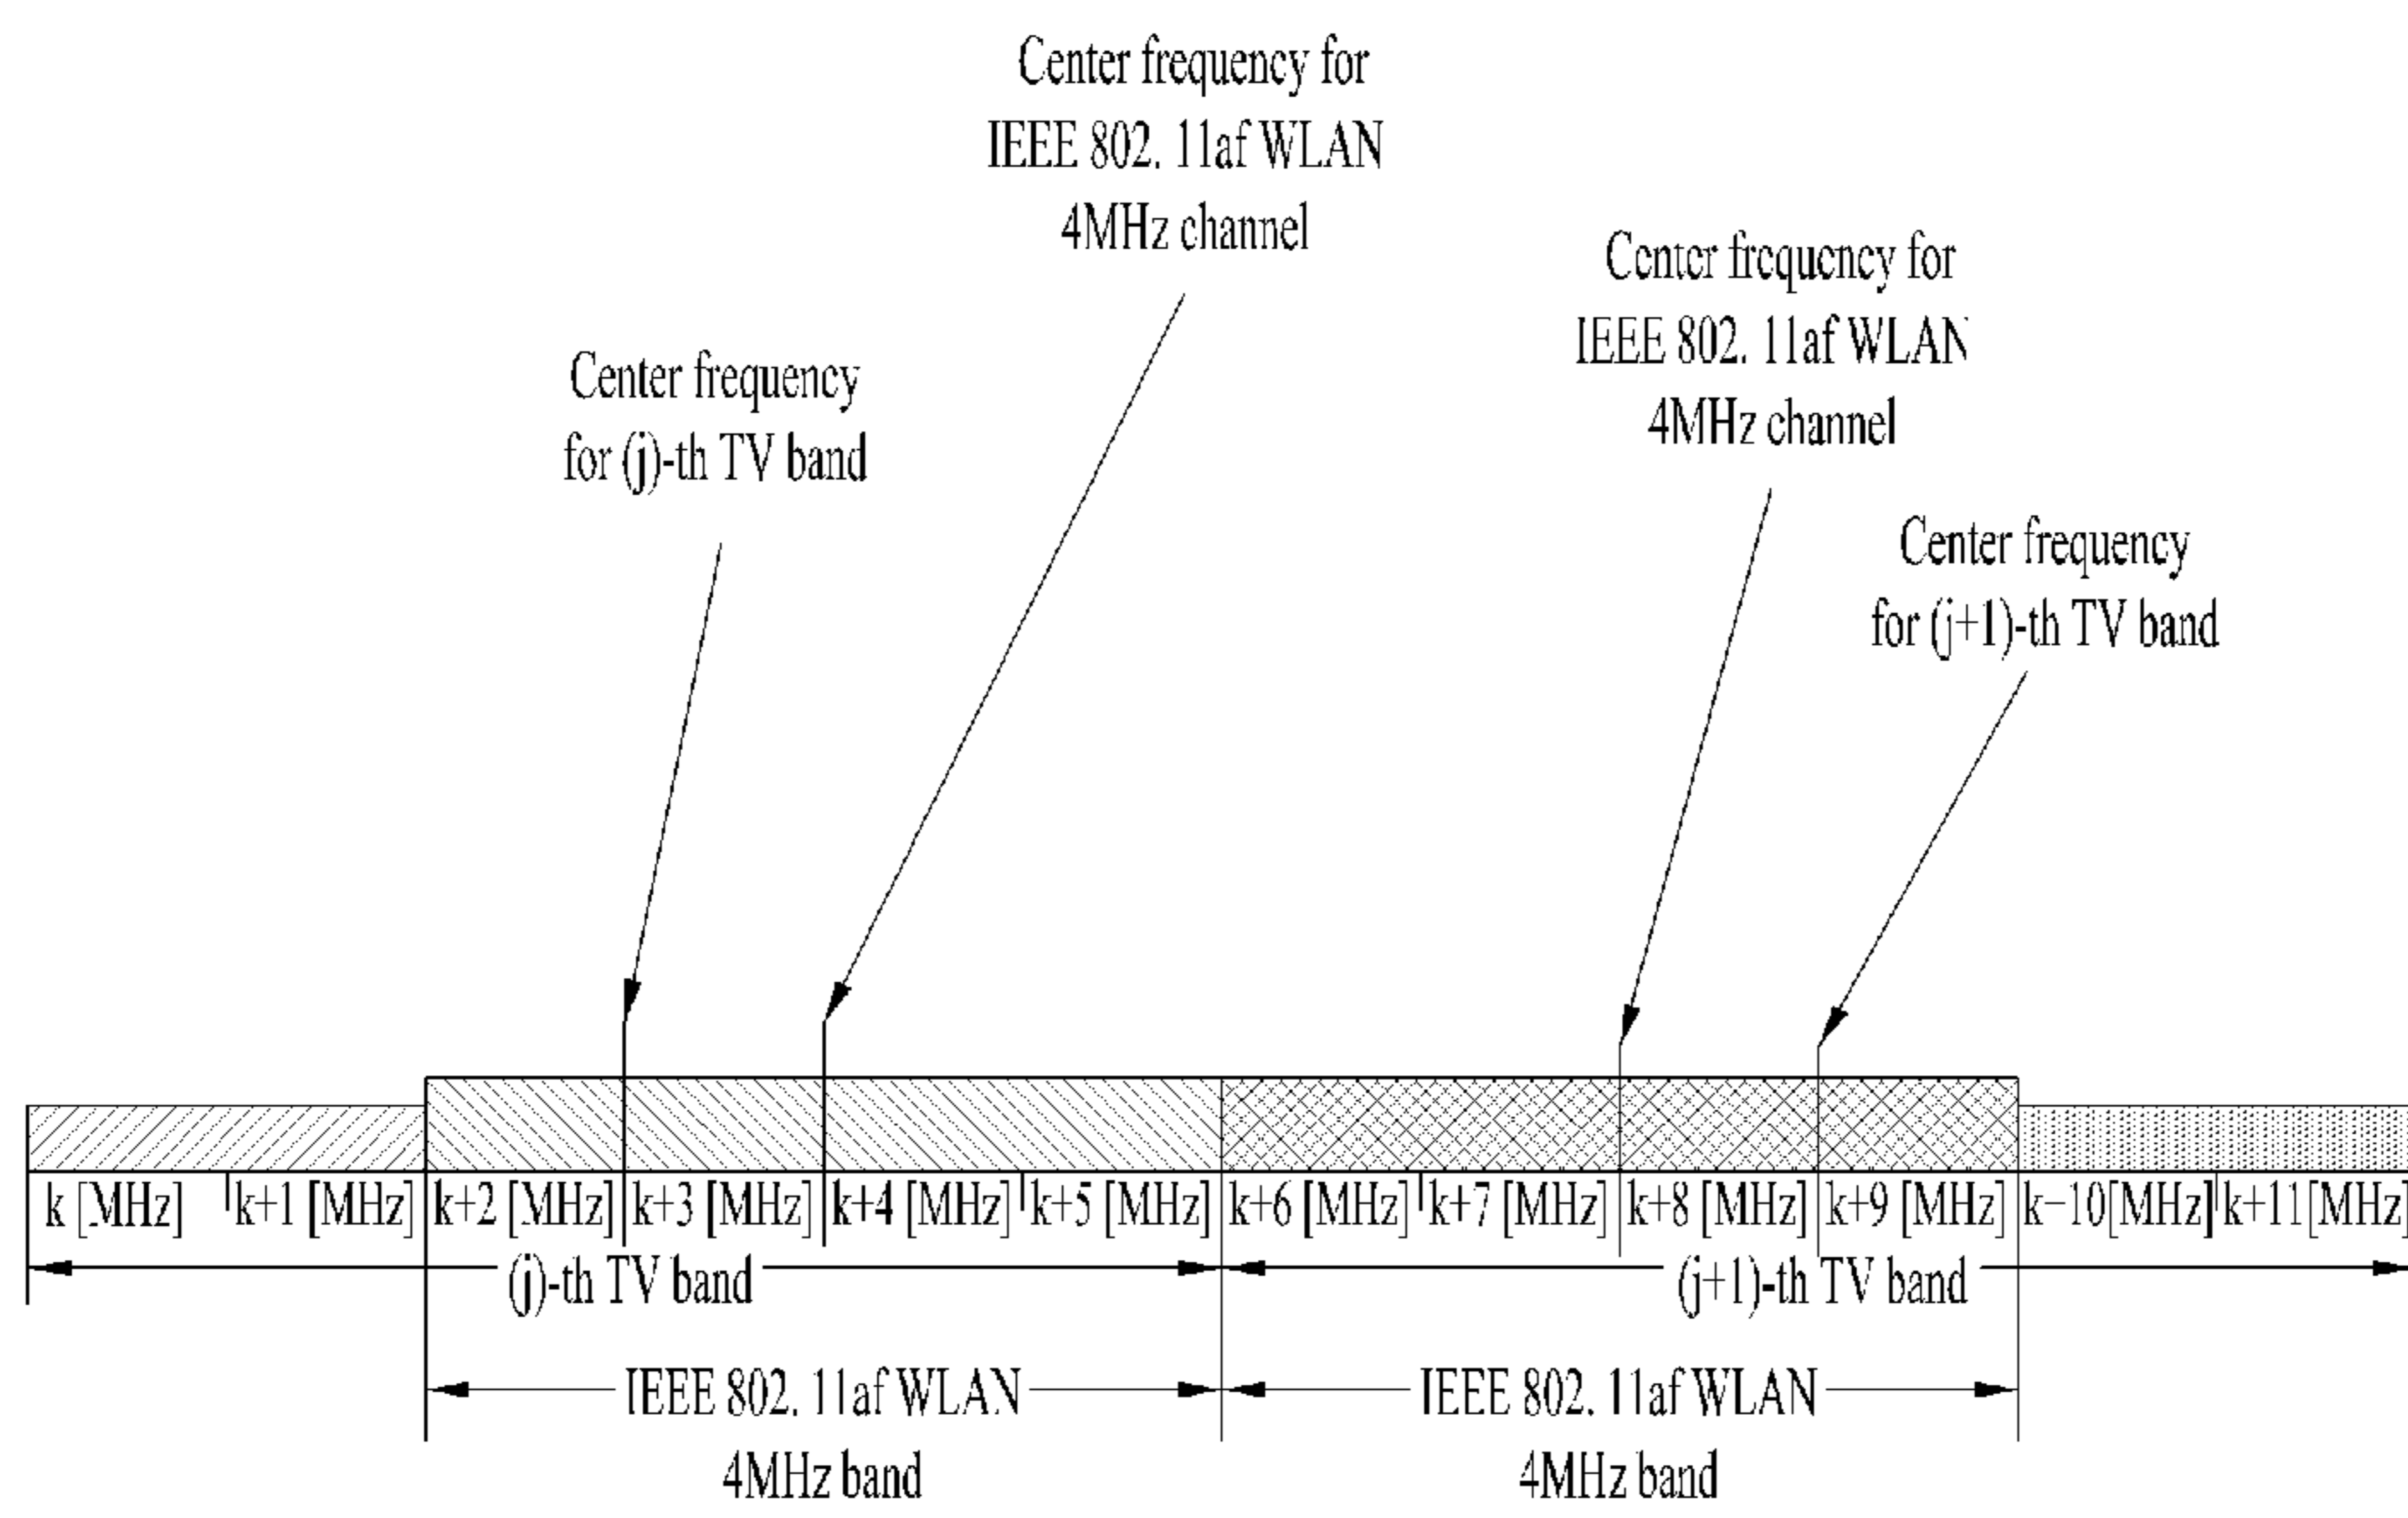 Center frequency for
IEEE 802. 11af WLAN
4MHz channel
Center frequency for
IEEE 802. 11af WLAN
4MHz channel
Center frequency
for (j)-th TV band
Center frequency
for (j+1)-th TV band
k [MHz] k+1 [MHz] k+2 [MHz] k+3 [MHz] k+4 [MHz] k+5 [MHz] k+6 [MHz] k+7 [MHz] k+8 [MHz] k+9 [MHz] k−10[MHz] k+11[MHz]
(j)-th TV band (j+1)-th TV band
IEEE 802. 11af WLAN
4MHz band
IEEE 802. 11af WLAN
4MHz band